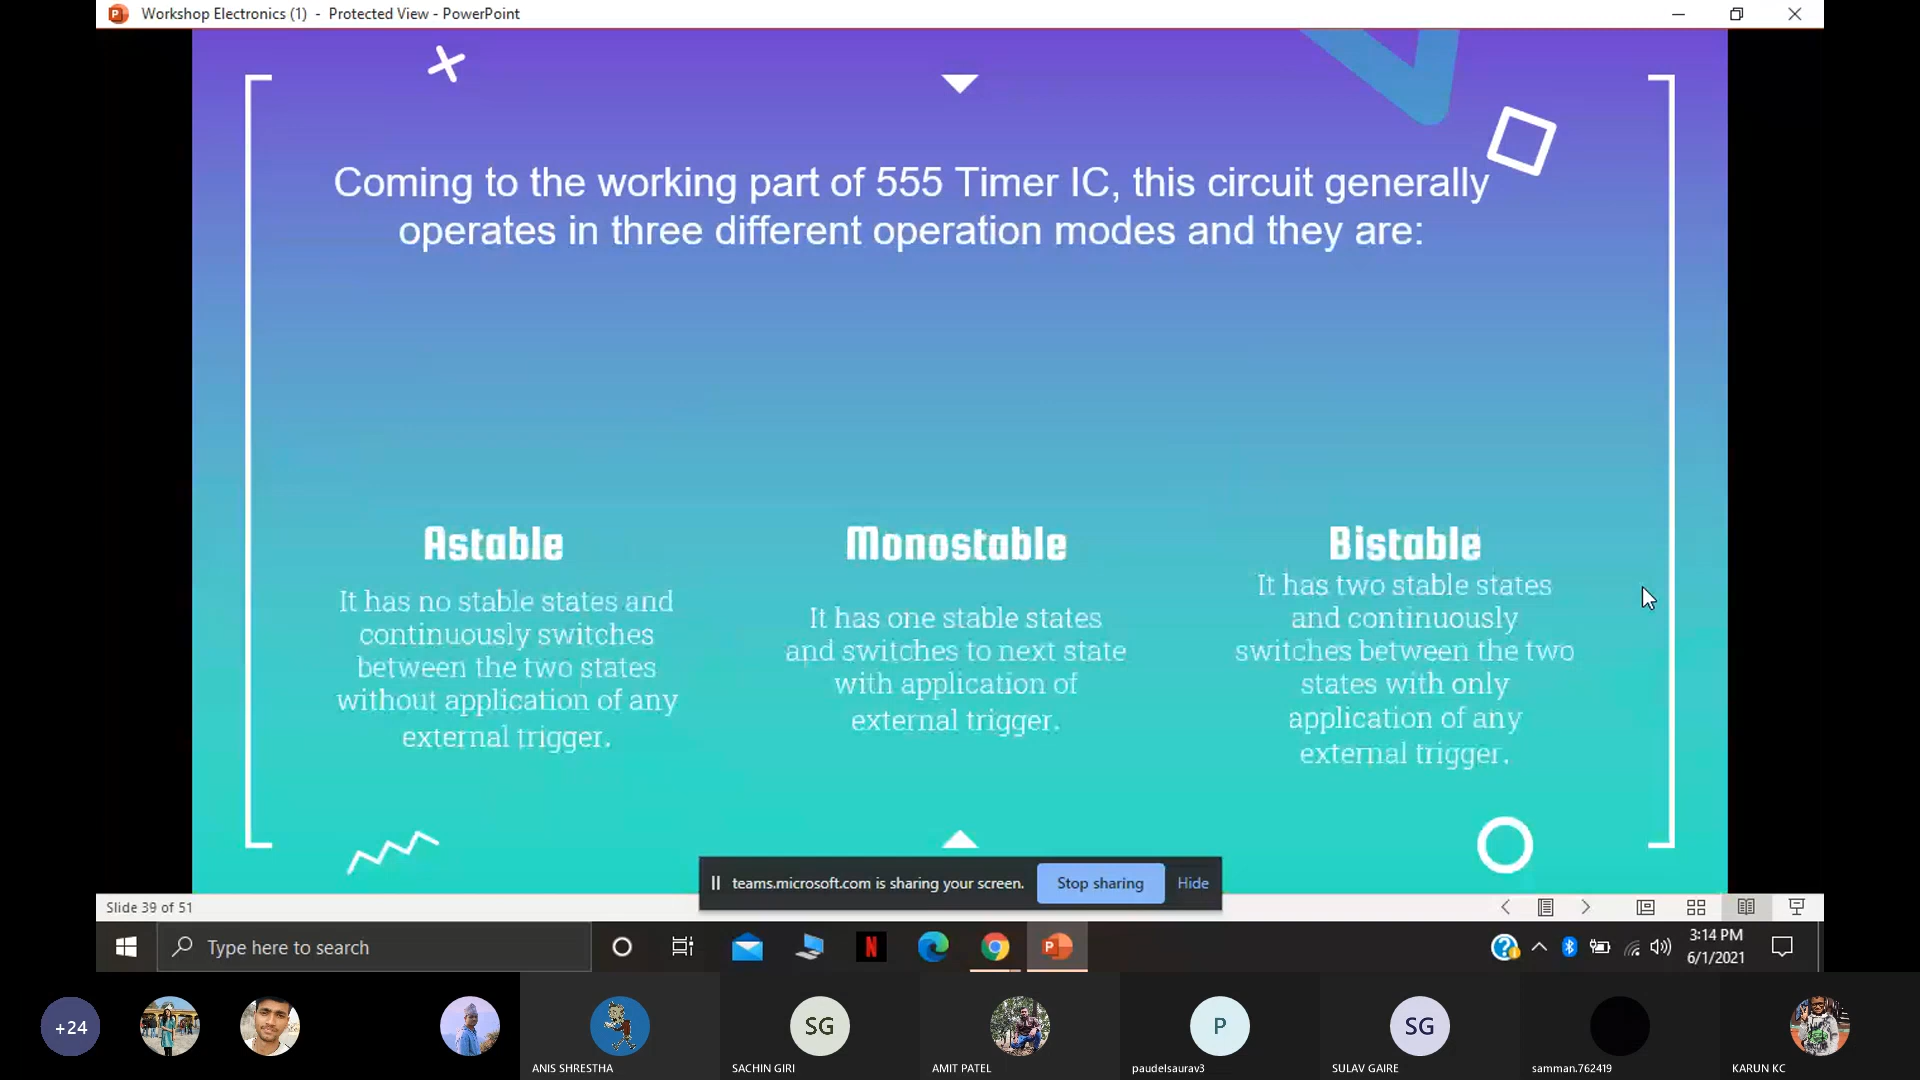 Workshop Electronics (1) - Protected View - PowerPoint
Coming to the working part of 555 Timer IC, this circuit generally
operates in three different operation modes and they are:
Astable
It has no stable states and
continuously switches
between the two states
without application of any
external trigger.
Monostable
It has one stable states
and switches to next state
with application of
external trigger.
Bistable
It has two stable states
and continuously
switches between the two
states with only
application of any
external trigger.
teams.microsoft.com is sharing your screen.
Stop sharing
Hide
Slide 39 of 51
Type here to search
3:14 PM
6/1/2021
+24
SG
P
SG
ANIS SHRESTHA
SACHIN GIRI
AMIT PATEL
paudelsaurav3
SULAV GAIRE
samman.762419
KARUN KC